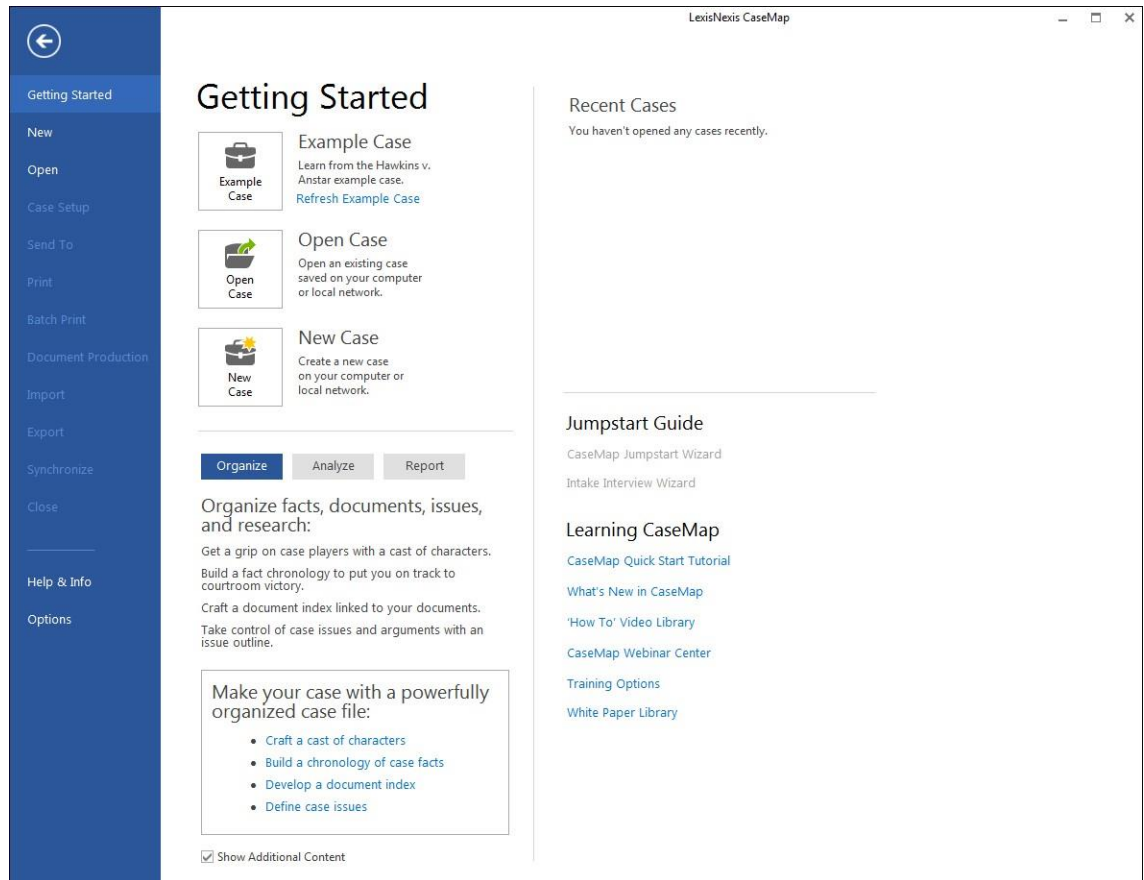 LexisNexis CaseMap
Getting Started
New
Open
Case Setup
Send To
Print
Batch Print
Document Production
Import
Export
Synchronize
Close
Help & Info
Options
Getting Started
Example
Case
Example Case
Learn from the Hawkins v.
Anstar example case.
Refresh Example Case
Open
Case
Open Case
Open an existing case
saved on your computer
or local network.
New
Case
New Case
Create a new case
on your computer or
local network.
Organize
Analyze
Report
Organize facts, documents, issues,
and research:
Get a grip on case players with a cast of characters.
Build a fact chronology to put you on track to
courtroom victory.
Craft a document index linked to your documents.
Take control of case issues and arguments with an
issue outline.
Make your case with a powerfully
organized case file:
• Craft a cast of characters
• Build a chronology of case facts
• Develop a document index
• Define case issues
Show Additional Content
Recent Cases
You haven't opened any cases recently.
Jumpstart Guide
CaseMap Jumpstart Wizard
Intake Interview Wizard
Learning CaseMap
CaseMap Quick Start Tutorial
What's New in CaseMap
'How To' Video Library
CaseMap Webinar Center
Training Options
White Paper Library